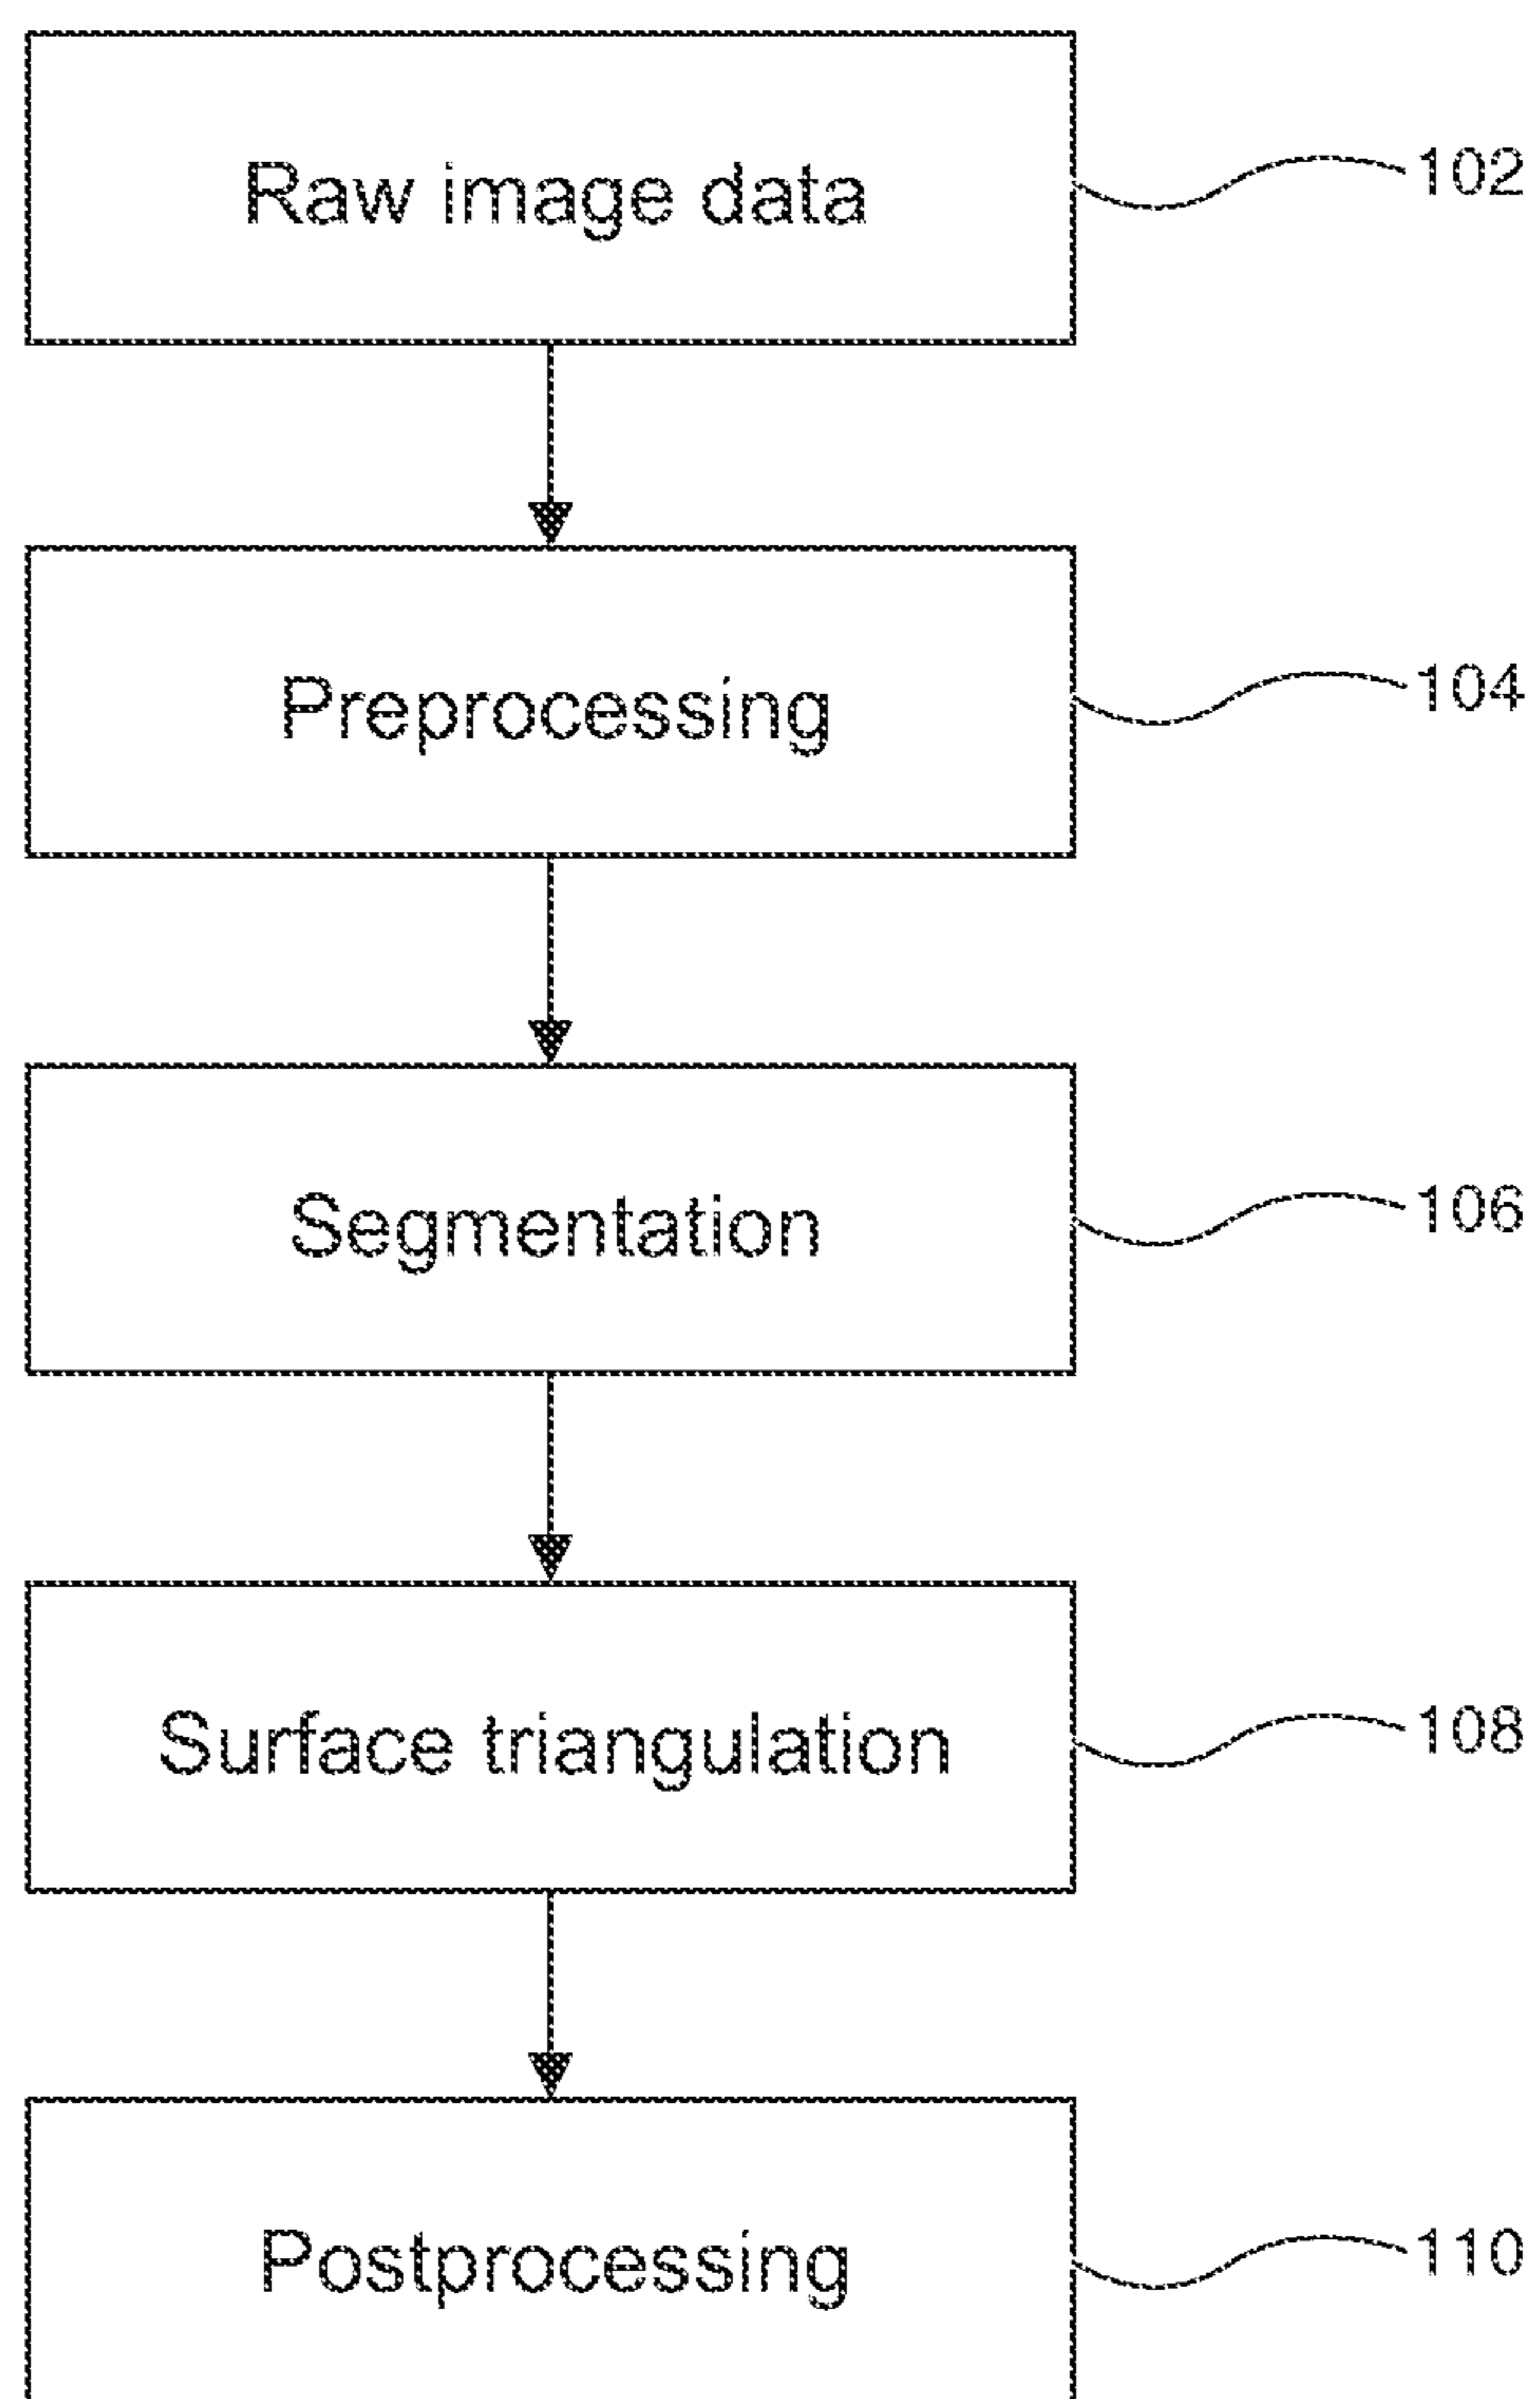 Raw image data
102
Preprocessing
104
Segmentation
106
Surface triangulation
108
Postprocessing
110